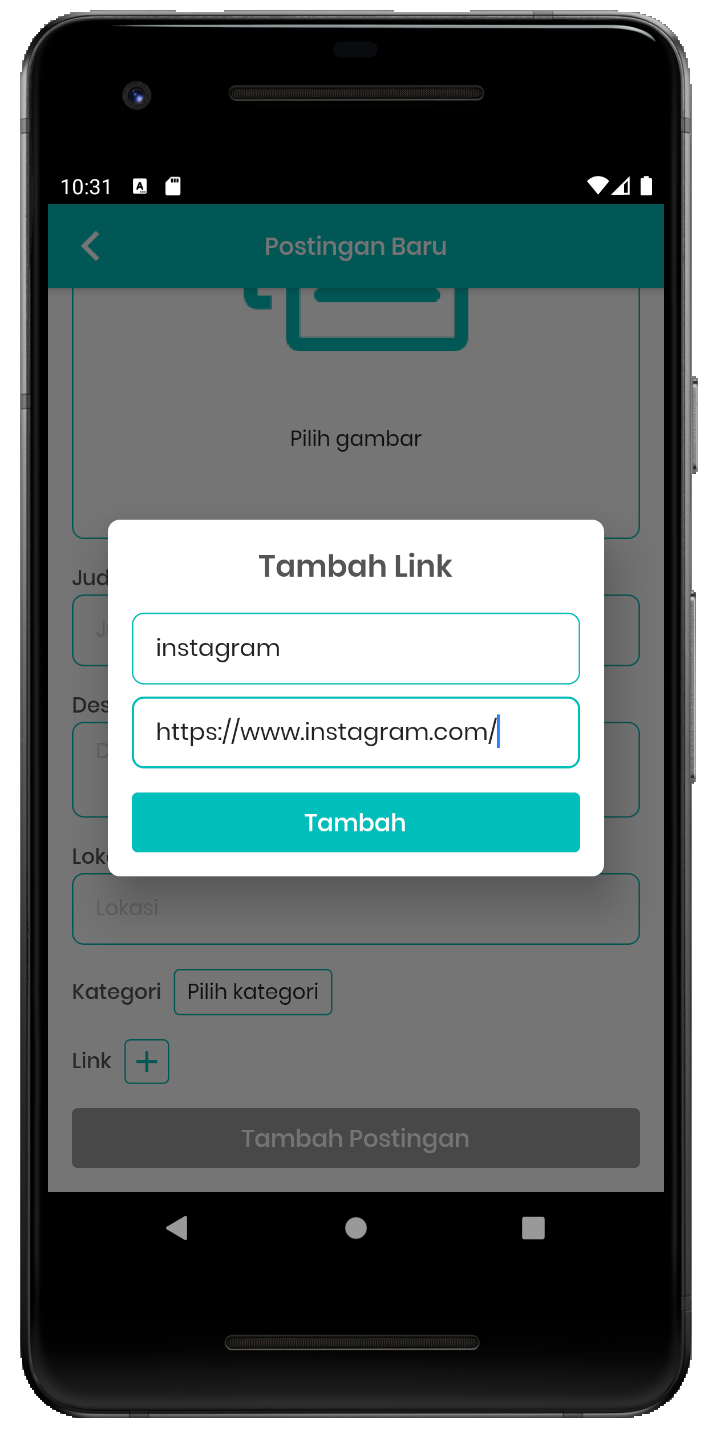 10:31
Postingan Baru
Pilih gambar
Tambah Link
Jud
instagram
Des
https://www.instagram.com/
D
Tambah
Lok
Lokasi
Kategori
Pilih kategori
Link
Tambah Postingan